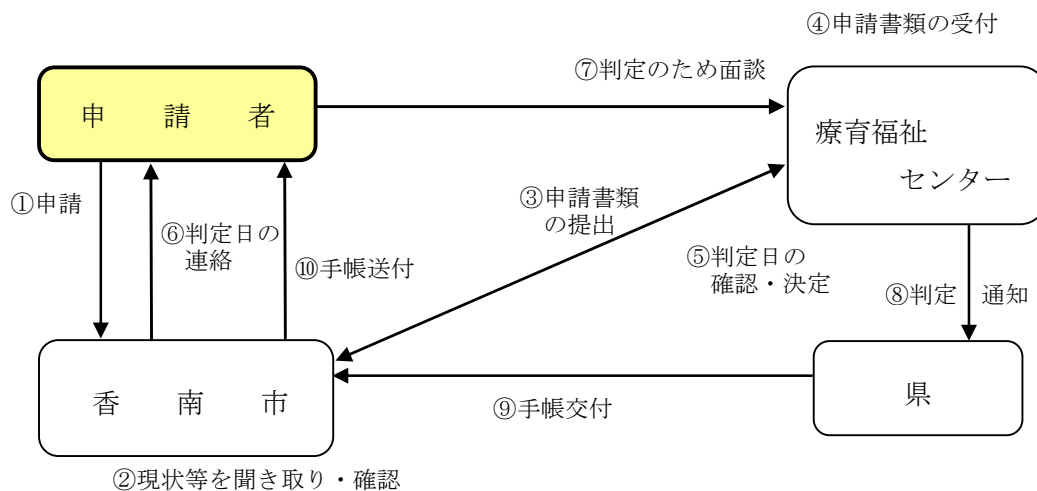 ④申請書類の受付
⑦判定のため面談
申　請　者
療育福祉
センター
①申請
③申請書類
の提出
⑥判定日の
連絡
⑤判定日の
確認・決定
⑩手帳送付
⑧判定　通知
香　南　市
県
⑨手帳交付
②現状等を聞き取り・確認